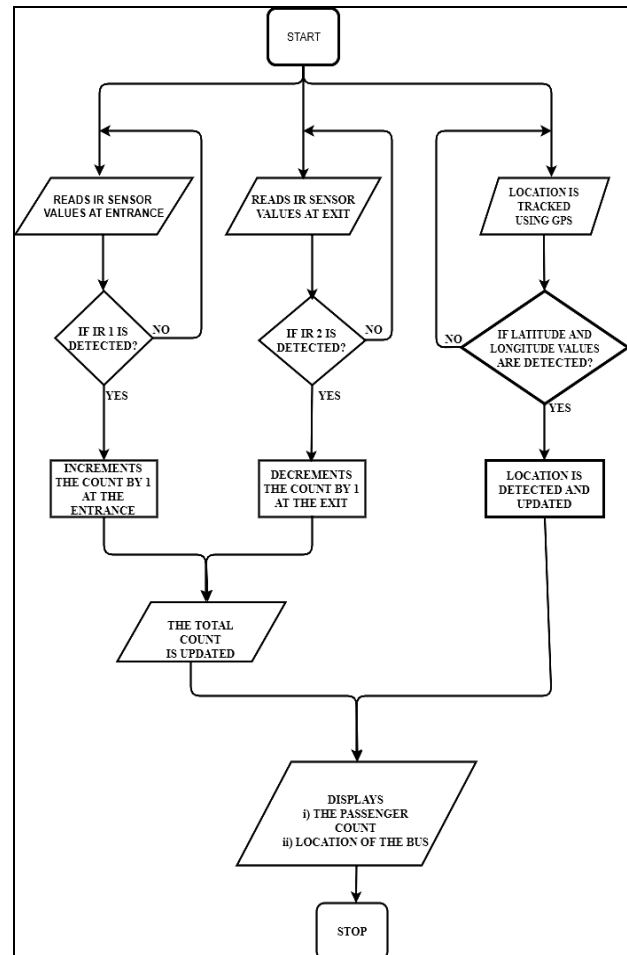 START
READS IR SENSOR
VALUES AT ENTRANCE
READS IR SENSOR
VALUES AT EXIT
LOCATION IS
TRACKED
USING GPS
IF IR 1 IS
DETECTED?
NO
IF IR 2 IS
DETECTED?
NO
NO
IF LATITUDE AND
LONGITUDE VALUES
ARE DETECTED?
YES
YES
YES
INCREMENTS
THE COUNT BY 1
AT THE
ENTRANCE
DECREMENTS
THE COUNT BY 1
AT THE EXIT
LOCATION IS
DETECTED AND
UPDATED
THE TOTAL
COUNT
IS UPDATED
DISPLAYS
i) THE PASSENGER
COUNT
ii) LOCATION OF THE BUS
STOP